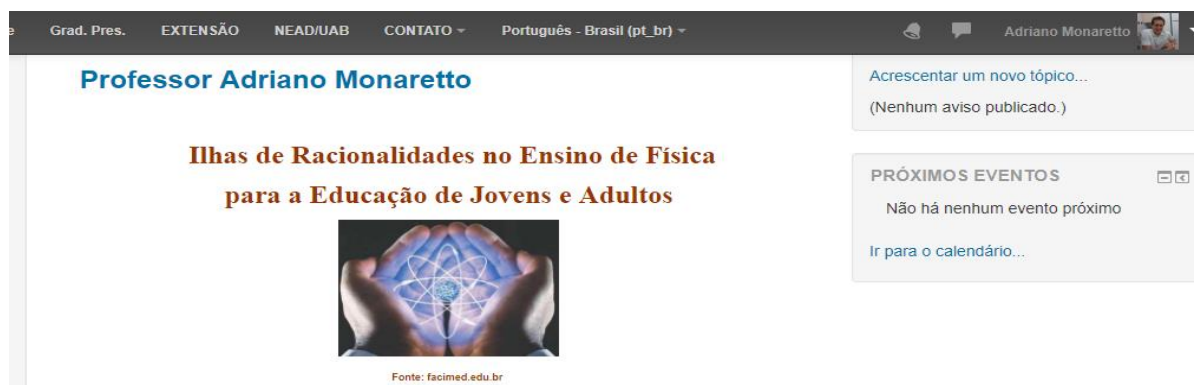 e Grad. Pres. EXTENSÃO NEAD/UAB CONTATO Português - Brasil (pt_br) Adriano Monaretto
Professor Adriano Monaretto
Ilhas de Racionalidades no Ensino de Física
para a Educação de Jovens e Adultos
Fonte: facimed.edu.br
Acrescentar um novo tópico...
(Nenhum aviso publicado.)
PRÓXIMOS EVENTOS
Não há nenhum evento próximo
Ir para o calendário...